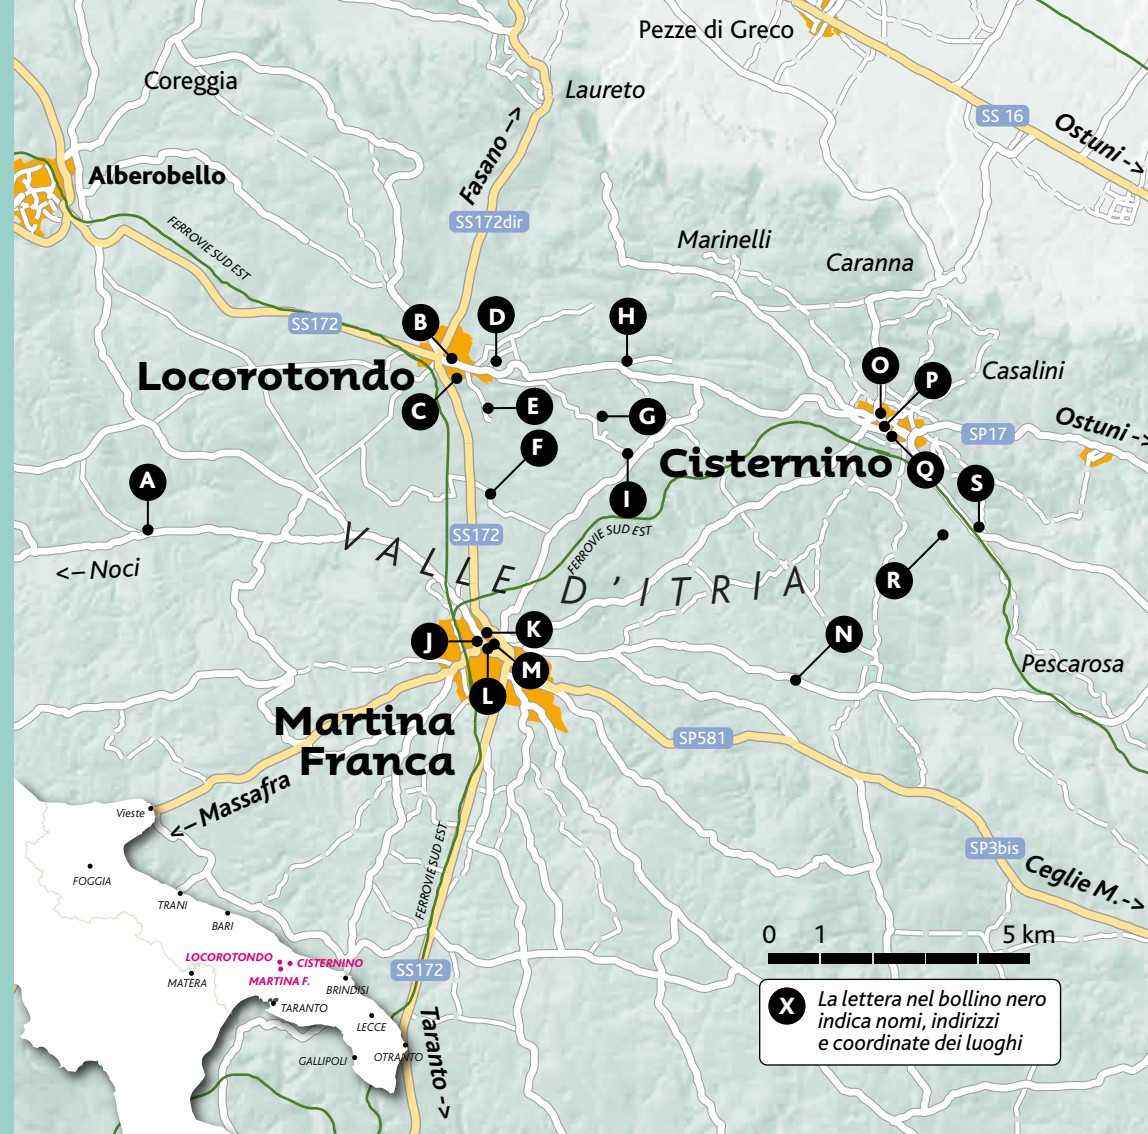 Pezze di Greco
Coreggia
Laureto
SS 16
Ostuni -->
Fasano -->
Alberobello
SS172dir
FERROVIE SUD EST
Marinelli
Caranna
SS172
B
D
H
O
P
Casalini
Locorotondo
C
E
G
F
Ostuni ->
SP17
Cisternino
Q
A
I
S
SS172
FERROVIE SUD EST
<--Noci
VALLE D'ITRIA
R
J
K
N
M
L
Pescarosa
Martina
Franca
SP581
<--Massafra
Vieste
FERROVIE SUD EST
SP3bis
Ceglie M.->
FOGGIA
TRANI
BARI
0 1 5 km
LOCOROTONDO
CISTERNINO
MATERA
MARTINA F.
BRINDISI
SS172
TARANTO
LECCE
GALLIPOLI
OTRANTO
Taranto -->
X
La lettera nel bollino nero
indica nomi, indirizzi
e coordinate dei luoghi